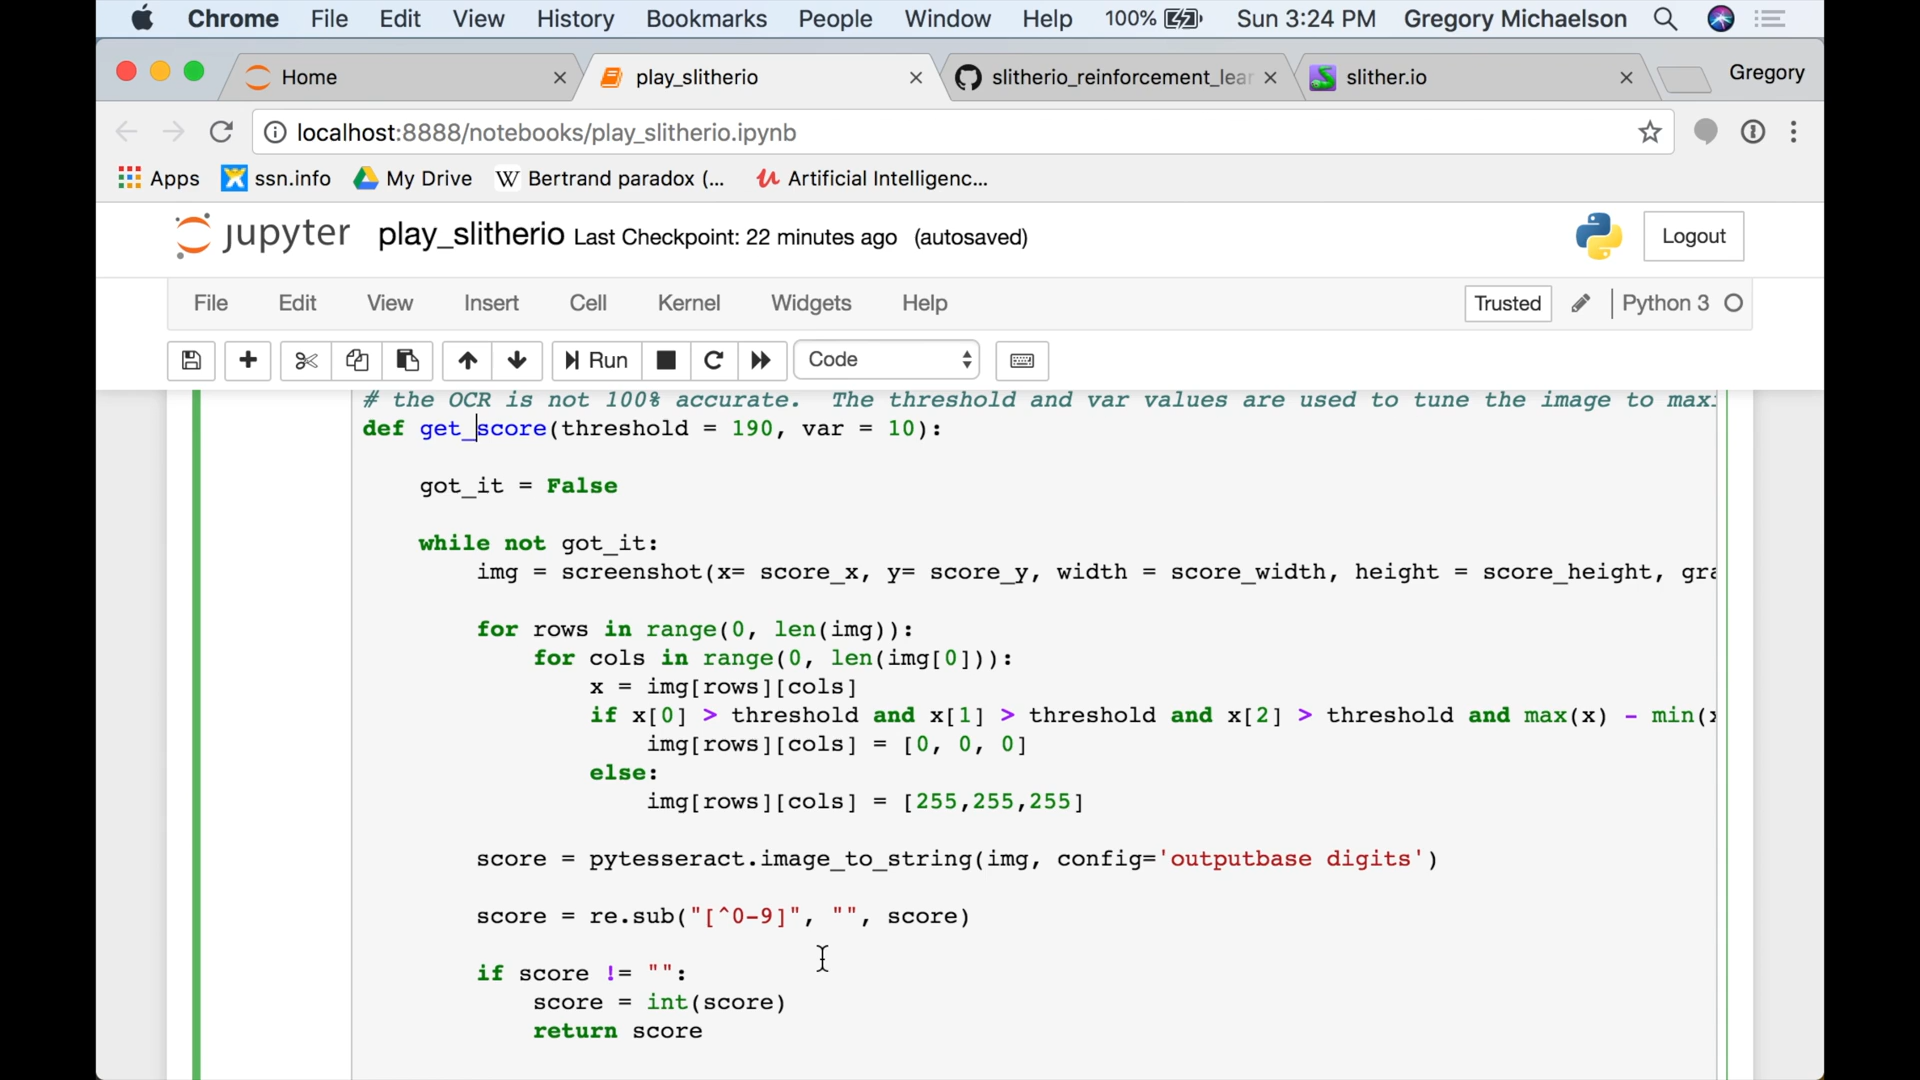 Chrome File Edit View History Bookmarks People Window Help 100% Sun 3:24 PM Gregory Michaelson
Home play_slitherio slitherio_reinforcement_lear slither.io Gregory
localhost:8888/notebooks/play_slitherio.ipynb
Apps ssn.info My Drive W Bertrand paradox (... Artificial Intelligenc...
jupyter play_slitherio Last Checkpoint: 22 minutes ago (autosaved) Logout
File Edit View Insert Cell Kernel Widgets Help Trusted Python 3
Run Code
# the OCR is not 100% accurate.  The threshold and var values are used to tune the image to maxi
def get_score(threshold = 190, var = 10):
got_it = False
while not got_it:
img = screenshot(x= score_x, y= score_y, width = score_width, height = score_height, gra
for rows in range(0, len(img)):
for cols in range(0, len(img[0])):
x = img[rows][cols]
if x[0] > threshold and x[1] > threshold and x[2] > threshold and max(x) - min(x
img[rows][cols] = [0, 0, 0]
else:
img[rows][cols] = [255,255,255]
score = pytesseract.image_to_string(img, config='outputbase digits')
score = re.sub("[^0-9]", "", score)
if score != "":
score = int(score)
return score